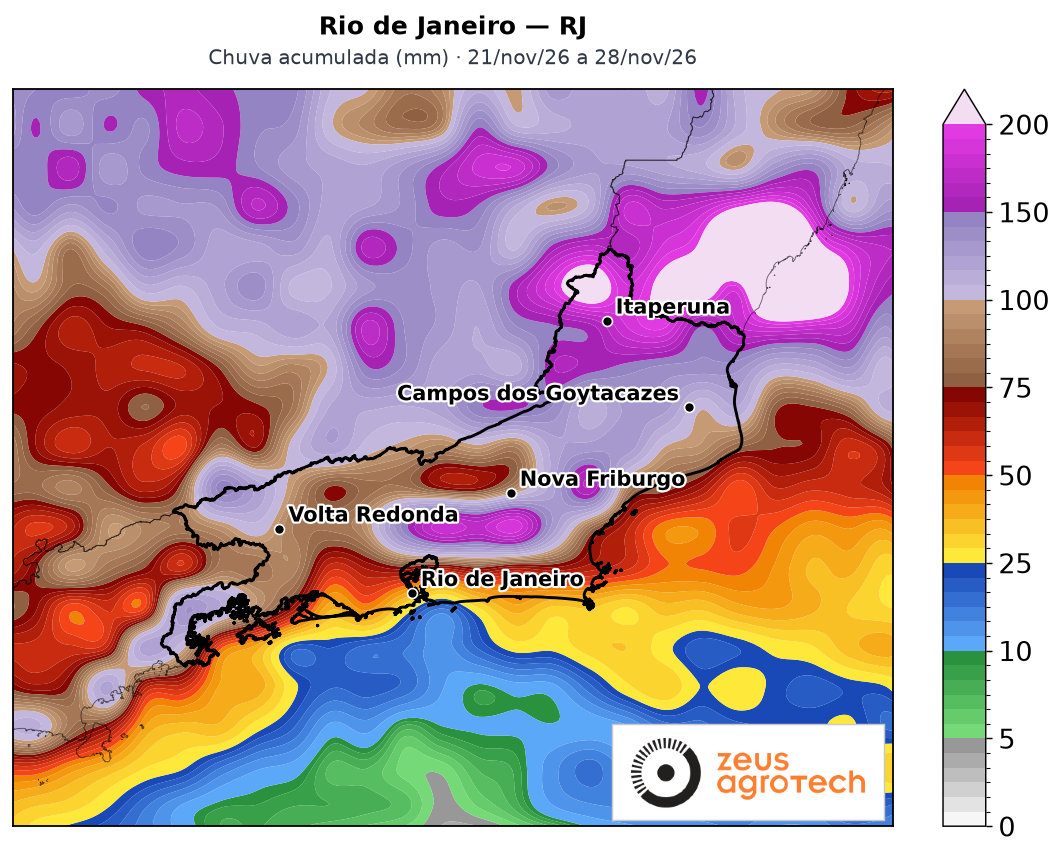 Rio de Janeiro — RJ
Chuva acumulada (mm) · 21/nov/26 a 28/nov/26
Itaperuna
Campos dos Goytacazes
Nova Friburgo
Volta Redonda
Rio de Janeiro
200
150
100
75
50
25
10
5
0
zeus
agrotech